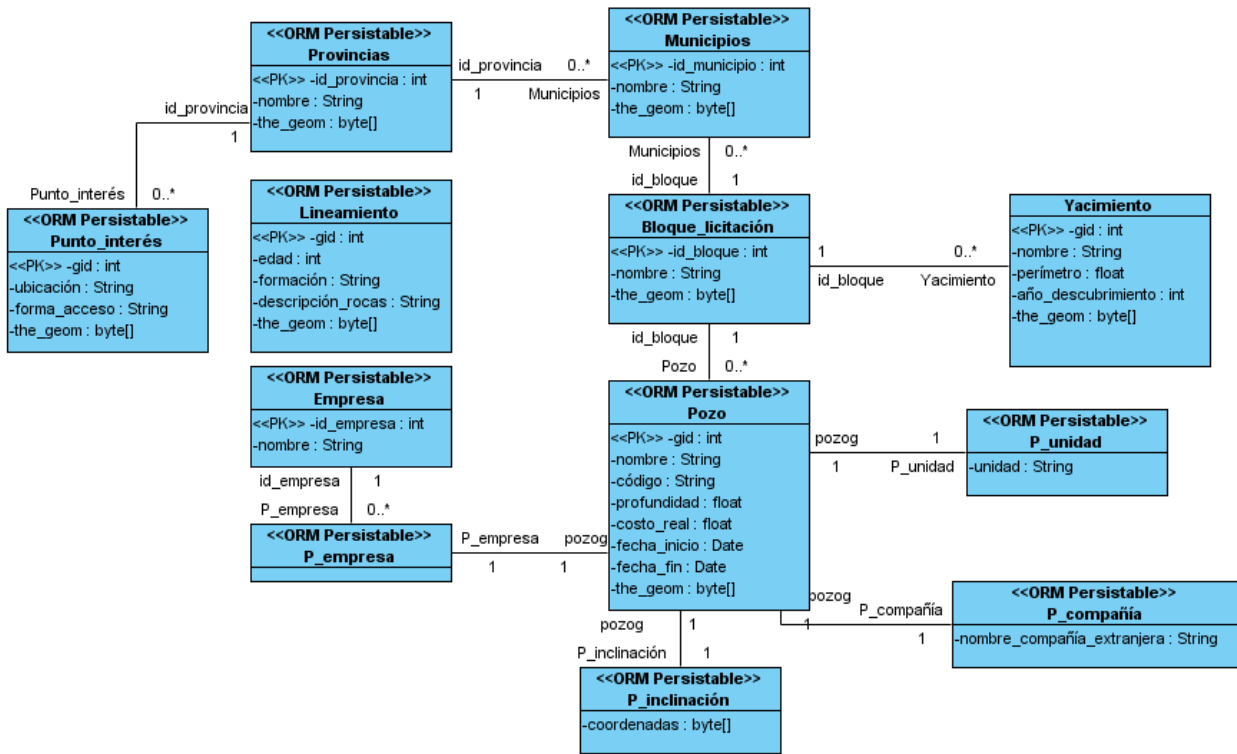 <<ORM Persistable>>
Provincias
<<PK>> -id_provincia : int
-nombre : String
-the_geom : byte[]
id_provincia 0..*
1 Municipios
<<ORM Persistable>>
Municipios
<<PK>> -id_municipio : int
-nombre : String
-the_geom : byte[]
id_provincia
1
Punto_interés 0..*
<<ORM Persistable>>
Punto_interés
<<PK>> -gid : int
-ubicación : String
-forma_acceso : String
-the_geom : byte[]
<<ORM Persistable>>
Lineamiento
<<PK>> -gid : int
-edad : int
-formación : String
-descripción_rocas : String
-the_geom : byte[]
Municipios 0..*
id_bloque 1
<<ORM Persistable>>
Bloque_licitación
<<PK>> -id_bloque : int
-nombre : String
-the_geom : byte[]
1 0..*
id_bloque Yacimiento
Yacimiento
<<PK>> -gid : int
-nombre : String
-perímetro : float
-año_descubrimiento : int
-the_geom : byte[]
id_bloque 1
Pozo 0..*
<<ORM Persistable>>
Empresa
<<PK>> -id_empresa : int
-nombre : String
id_empresa 1
P_empresa 0..*
<<ORM Persistable>>
P_empresa
P_empresa pozog
1 1
<<ORM Persistable>>
Pozo
<<PK>> -gid : int
-nombre : String
-código : String
-profundidad : float
-costo_real : float
-fecha_inicio : Date
-fecha_fin : Date
-the_geom : byte[]
pozog 1
1 P_unidad
<<ORM Persistable>>
P_unidad
-unidad : String
pozog P_compañía
1 1
<<ORM Persistable>>
P_compañía
-nombre_compañía_extranjera : String
pozog 1
P_inclinación 1
<<ORM Persistable>>
P_inclinación
-coordenadas : byte[]